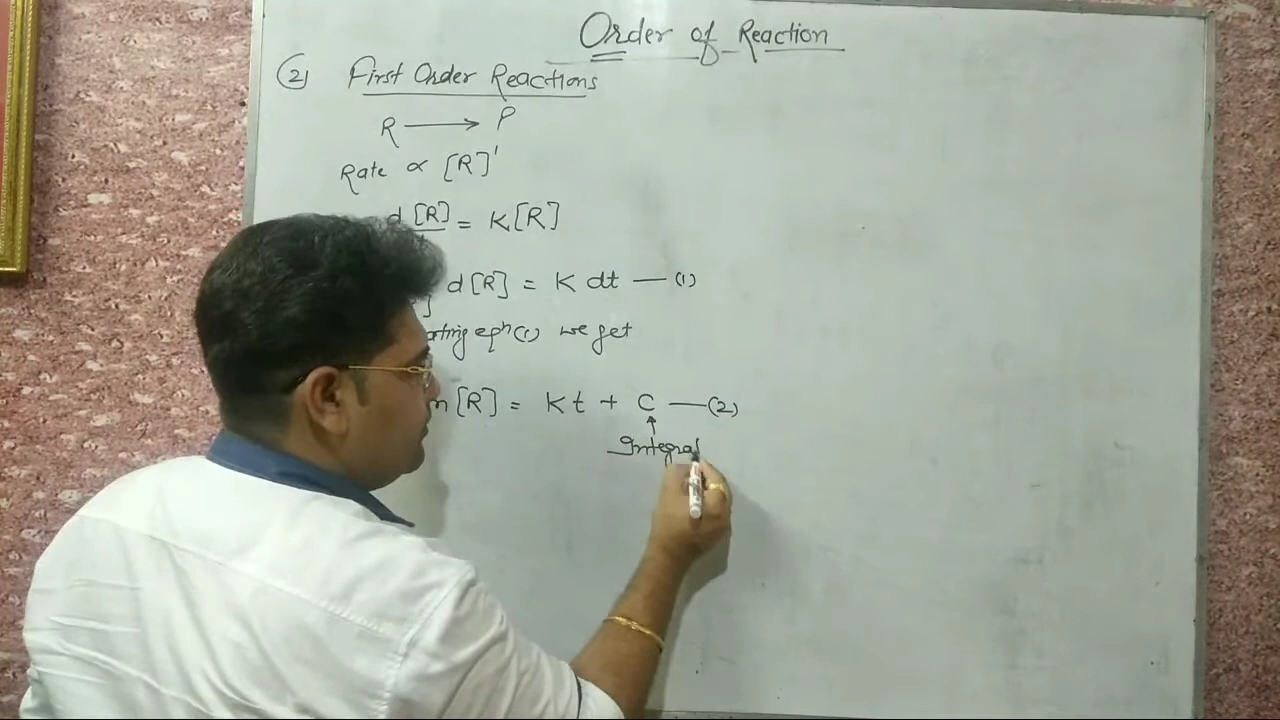 Order of Reaction
(2) First Order Reactions
R ⟶ P
Rate ∝ [R]¹
d[R] = K[R]
d[R] = K dt — (1)
eqⁿ(1) we get
[R] = Kt + C — (2)
↑
Integral